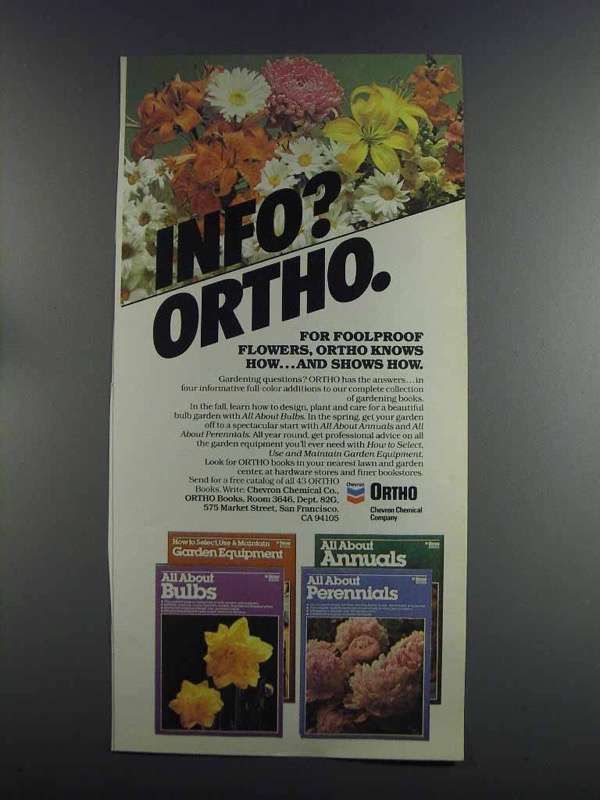 INFO?
ORTHO.
FOR FOOLPROOF
FLOWERS, ORTHO KNOWS
HOW...AND SHOWS HOW.
Gardening questions? ORTHO has the answers...in
four informative full-color additions to our complete collection
of gardening books.
In the fall, learn how to design, plant and care for a beautiful
bulb garden with All About Bulbs. In the spring, get your garden
off to a spectacular start with All About Annuals and All
About Perennials. All year round, get professional advice on all
the garden equipment you'll ever need with How to Select,
Use and Maintain Garden Equipment.
Look for ORTHO books in your nearest lawn and garden
center, at hardware stores and finer bookstores.
Send for a free catalog of all 43 ORTHO
Books. Write: Chevron Chemical Co.,
ORTHO Books, Room 3646, Dept. 82G,
575 Market Street, San Francisco,
CA 94105
Chevron
ORTHO
Chevron Chemical
Company
How to Select, Use & Maintain
Garden Equipment
All About
Annuals
All About
Bulbs
All About
Perennials